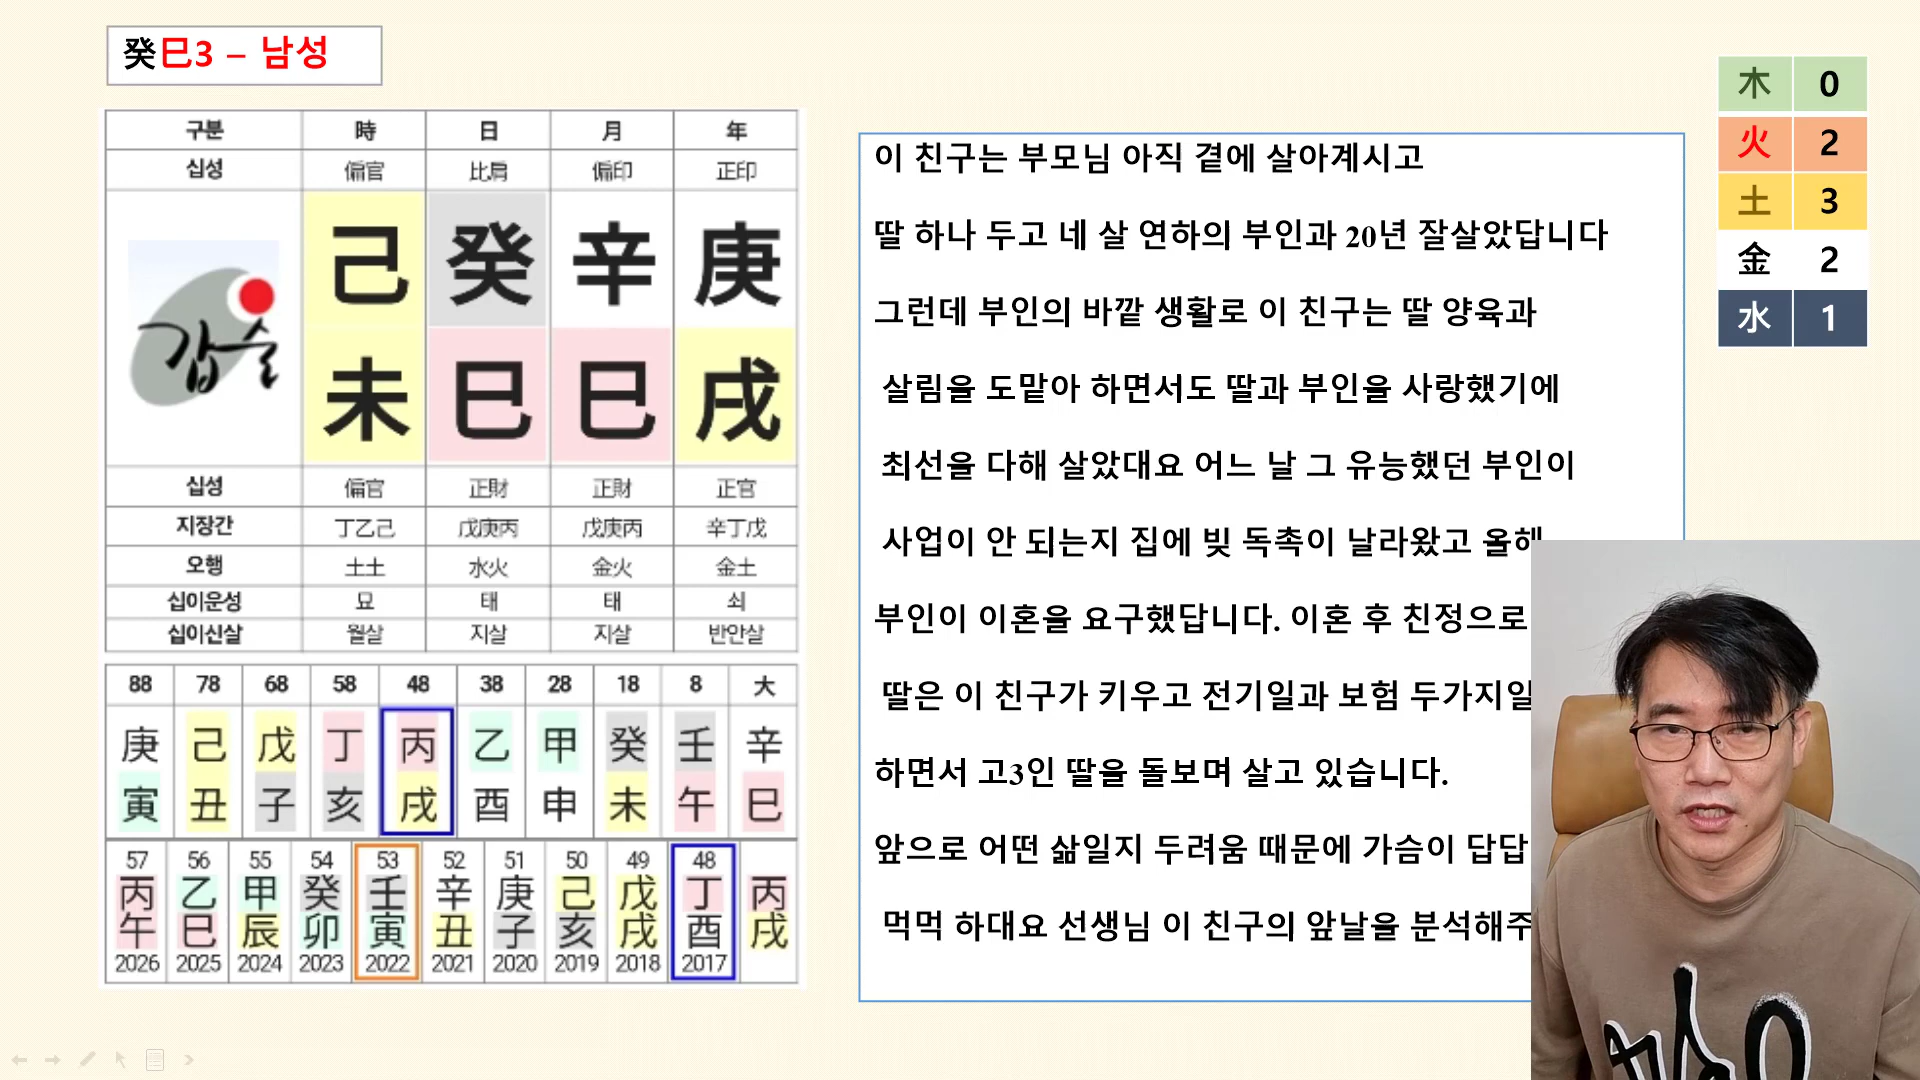 癸巳3 – 남성
구분 時 日 月 年
십성 偏官 比肩 偏印 正印
己 癸 辛 庚
갑술
未 巳 巳 戌
십성 偏官 正財 正財 正官
지장간 丁乙己 戊庚丙 戊庚丙 辛丁戊
오행 土土 水火 金火 金土
십이운성 묘 태 태 쇠
십이신살 월살 지살 지살 반안살
88 78 68 58 48 38 28 18 8 大
庚 己 戊 丁 丙 乙 甲 癸 壬 辛
寅 丑 子 亥 戌 酉 申 未 午 巳
57 56 55 54 53 52 51 50 49 48
丙 乙 甲 癸 壬 辛 庚 己 戊 丁 丙
午 巳 辰 卯 寅 丑 子 亥 戌 酉 戌
2026 2025 2024 2023 2022 2021 2020 2019 2018 2017
이 친구는 부모님 아직 곁에 살아계시고
딸 하나 두고 네 살 연하의 부인과 20년 잘살았답니다
그런데 부인의 바깥 생활로 이 친구는 딸 양육과
살림을 도맡아 하면서도 딸과 부인을 사랑했기에
최선을 다해 살았대요 어느 날 그 유능했던 부인이
사업이 안 되는지 집에 빚 독촉이 날라왔고 올해
부인이 이혼을 요구했답니다. 이혼 후 친정으로
딸은 이 친구가 키우고 전기일과 보험 두가지일
하면서 고3인 딸을 돌보며 살고 있습니다.
앞으로 어떤 삶일지 두려움 때문에 가슴이 답답
먹먹 하대요 선생님 이 친구의 앞날을 분석해주
木 0
火 2
土 3
金 2
水 1